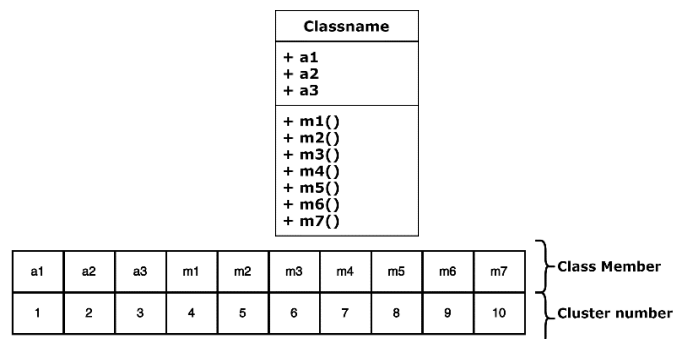 Classname
+ a1
+ a2
+ a3
+ m1()
+ m2()
+ m3()
+ m4()
+ m5()
+ m6()
+ m7()
a1 a2 a3 m1 m2 m3 m4 m5 m6 m7 Class Member
1 2 3 4 5 6 7 8 9 10 Cluster number